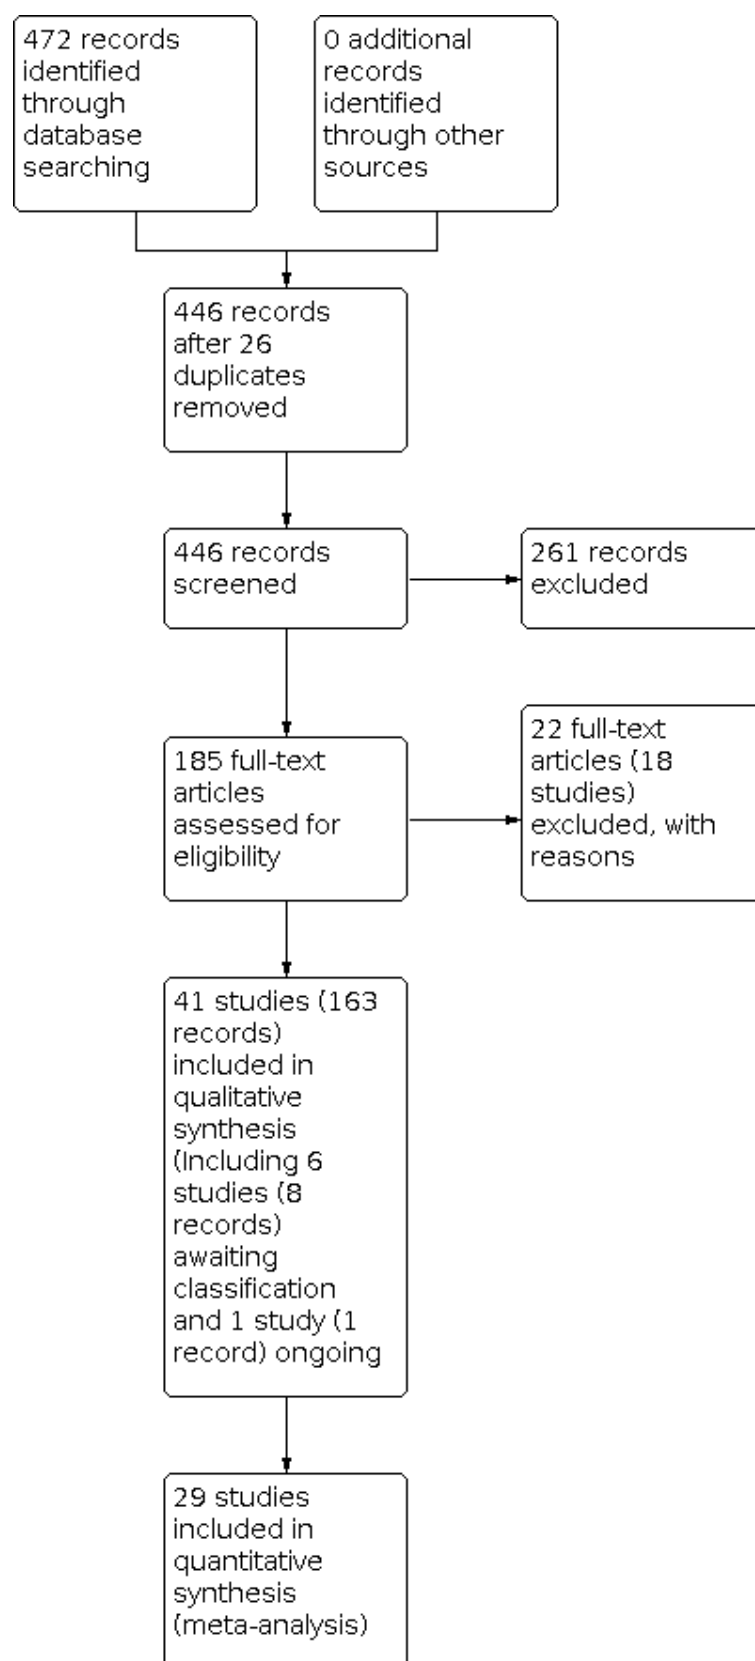 472 records
identified
through
database
searching
0 additional
records
identified
through other
sources
446 records
after 26
duplicates
removed
446 records
screened
261 records
excluded
185 full-text
articles
assessed for
eligibility
22 full-text
articles (18
studies)
excluded, with
reasons
41 studies (163
records)
included in
qualitative
synthesis
(Including 6
studies (8
records)
awaiting
classification
and 1 study (1
record) ongoing
29 studies
included in
quantitative
synthesis
(meta-analysis)